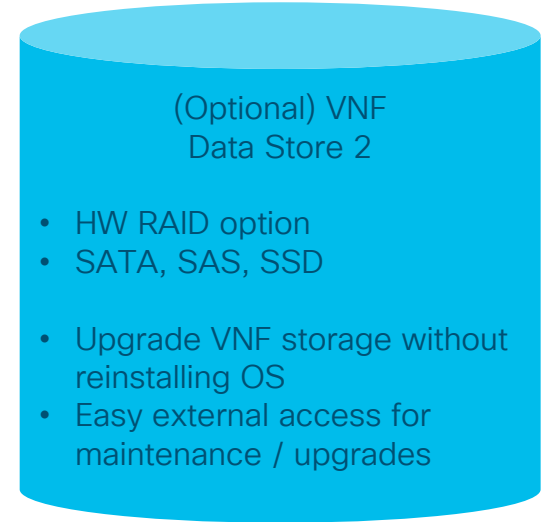 (Optional) VNF
Data Store 2
• HW RAID option
• SATA, SAS, SSD
• Upgrade VNF storage without
reinstalling OS
• Easy external access for
maintenance / upgrades